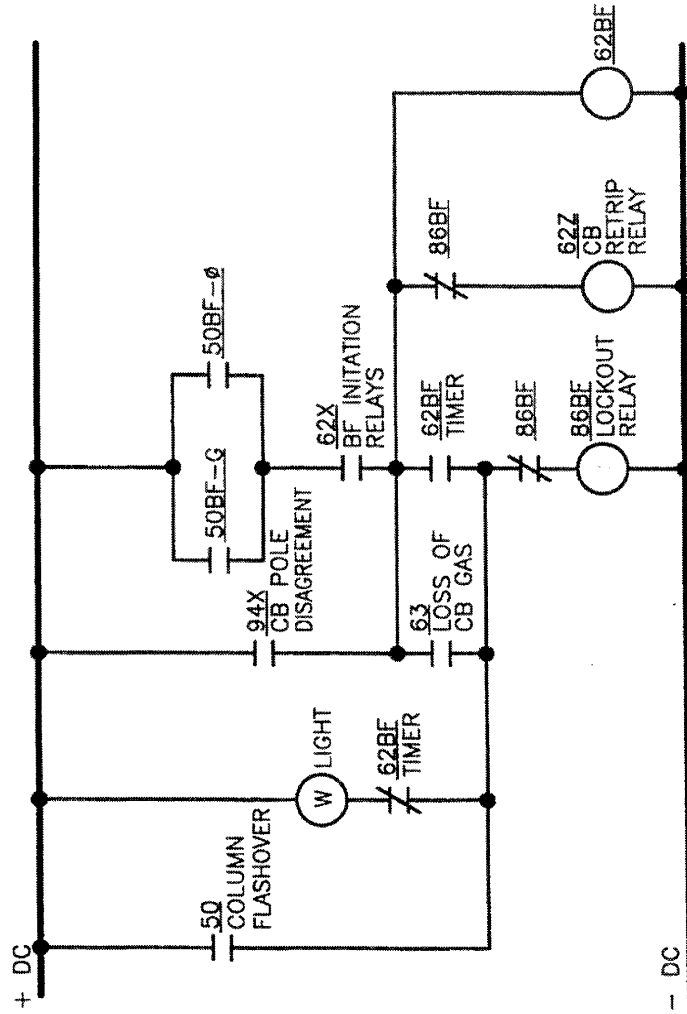 + DC
50
COLUMN
FLASHOVER
W
LIGHT
62BF
TIMER
94X
CB POLE
DISAGREEMENT
63
LOSS OF
CB GAS
50BF-G
50BF-ø
62X
BF INITATION
RELAYS
62BF
TIMER
86BF
86BF
LOCKOUT
RELAY
86BF
62Z
CB
RETRIP
RELAY
62BF
− DC